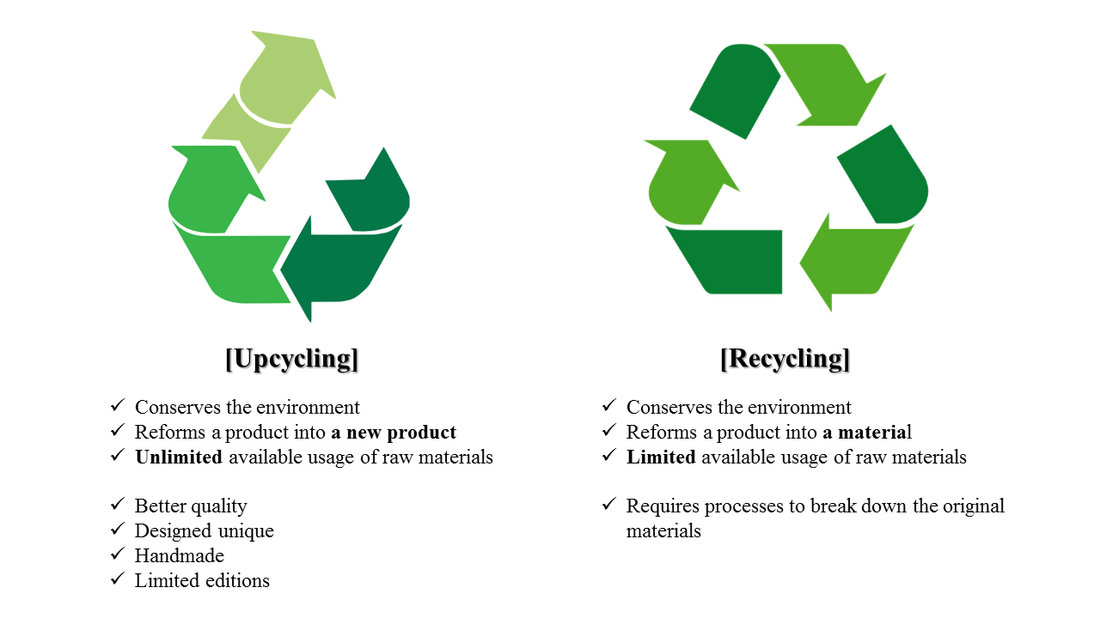 [Upcycling]
✓ Conserves the environment
✓ Reforms a product into a new product
✓ Unlimited available usage of raw materials
✓ Better quality
✓ Designed unique
✓ Handmade
✓ Limited editions
[Recycling]
✓ Conserves the environment
✓ Reforms a product into a material
✓ Limited available usage of raw materials
✓ Requires processes to break down the original
materials